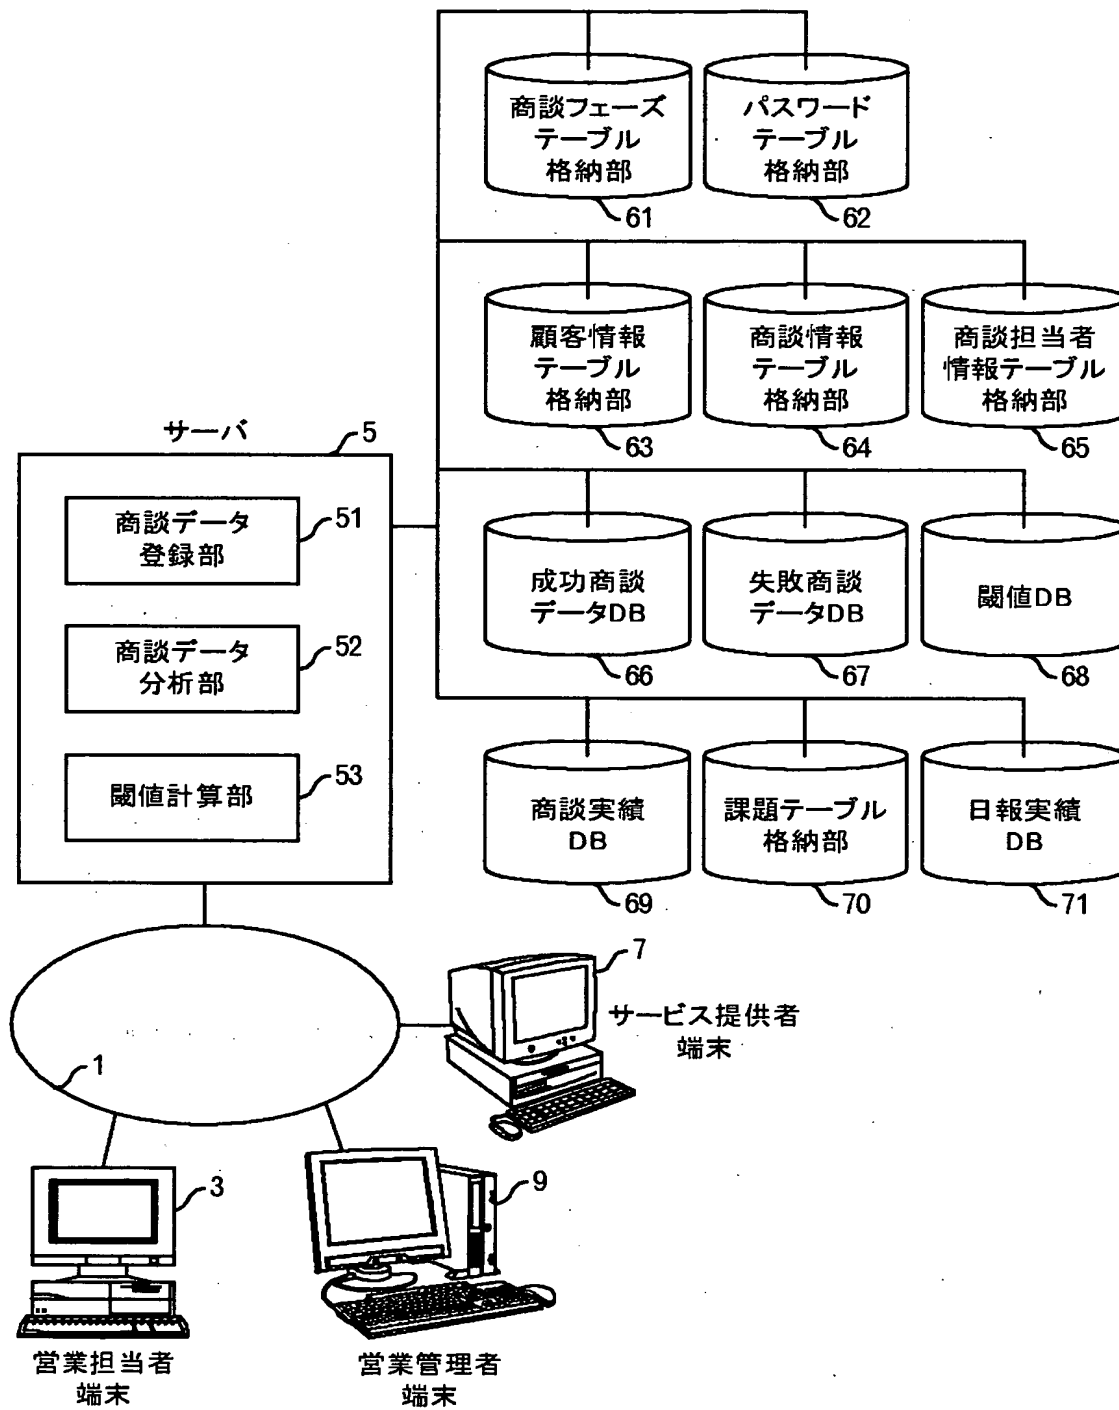 商談フェーズ
テーブル
格納部
61
パスワード
テーブル
格納部
62
顧客情報
テーブル
格納部
63
商談情報
テーブル
格納部
64
商談担当者
情報テーブル
格納部
65
サーバ
5
商談データ
登録部
51
商談データ
分析部
52
閾値計算部
53
成功商談
データDB
66
失敗商談
データDB
67
閾値DB
68
商談実績
DB
69
課題テーブル
格納部
70
日報実績
DB
71
1
7
サービス提供者
端末
3
営業担当者
端末
9
営業管理者
端末